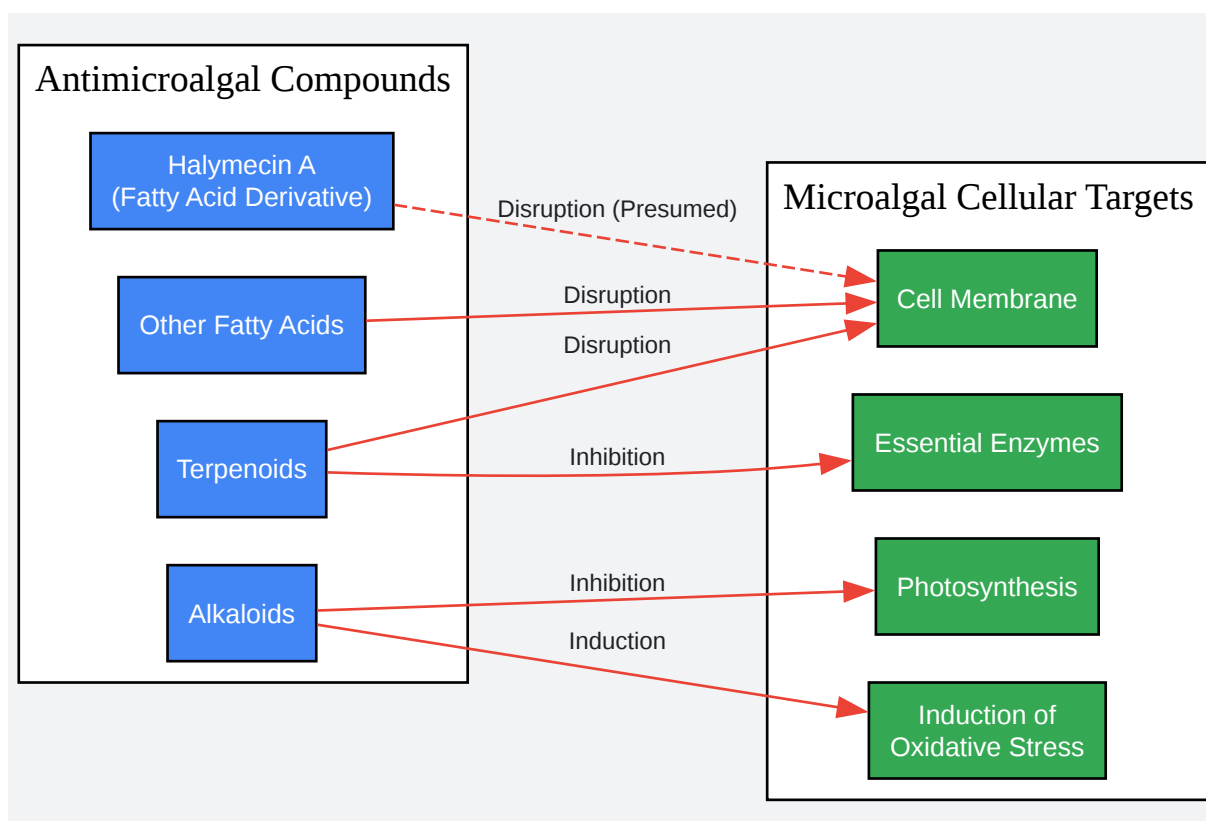 Antimicroalgal Compounds
Halymecin A
(Fatty Acid Derivative)
Other Fatty Acids
Terpenoids
Alkaloids
Disruption (Presumed)
Disruption
Disruption
Inhibition
Inhibition
Induction
Microalgal Cellular Targets
Cell Membrane
Essential Enzymes
Photosynthesis
Induction of
Oxidative Stress